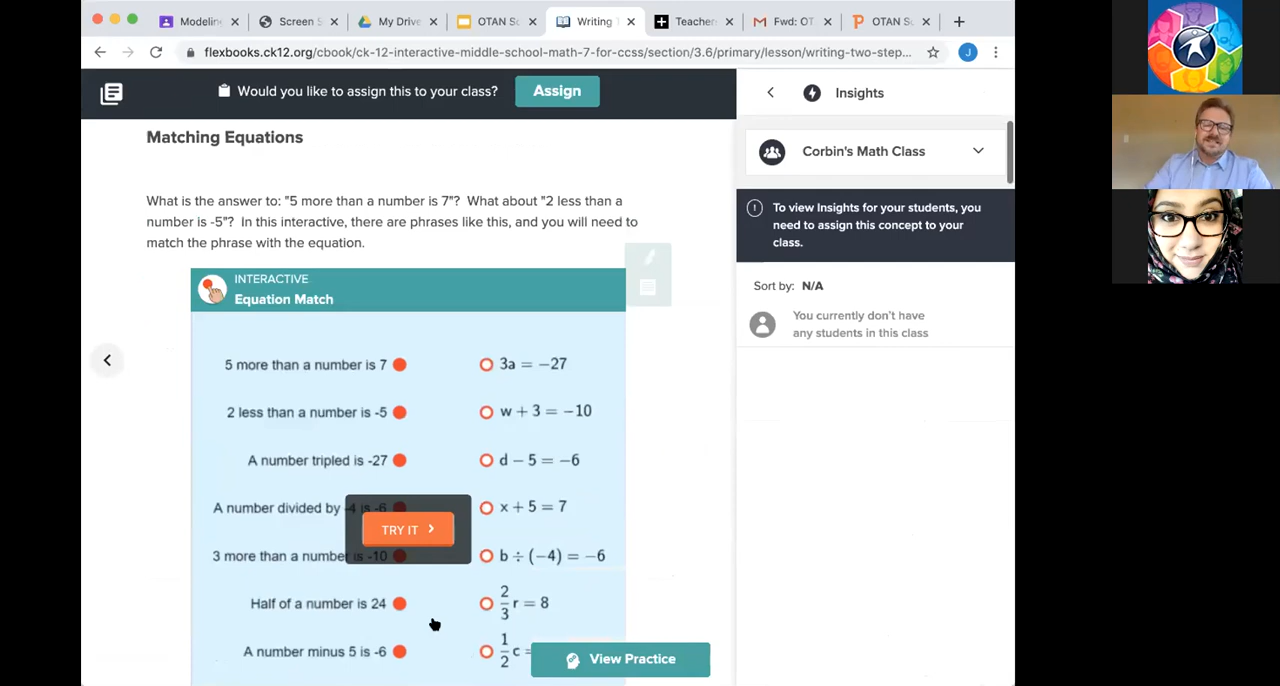 Modelin
Screen S
My Drive
OTAN Sc
Writing T
Teacher
Fwd: OT
OTAN Su
flexbooks.ck12.org/cbook/ck-12-interactive-middle-school-math-7-for-ccss/section/3.6/primary/lesson/writing-two-step...
J
Would you like to assign this to your class?
Assign
Insights
Matching Equations
Corbin's Math Class
What is the answer to: "5 more than a number is 7"? What about "2 less than a
number is -5"? In this interactive, there are phrases like this, and you will need to
match the phrase with the equation.
To view Insights for your students, you
need to assign this concept to your
class.
Sort by: N/A
You currently don't have
any students in this class
INTERACTIVE
Equation Match
5 more than a number is 7
3a = −27
2 less than a number is -5
w + 3 = −10
A number tripled is -27
d − 5 = −6
A number divided by -4 is -6
x + 5 = 7
TRY IT
3 more than a number is -10
b ÷ (−4) = −6
Half of a number is 24
2/3 r = 8
A number minus 5 is -6
1/2 c =
View Practice